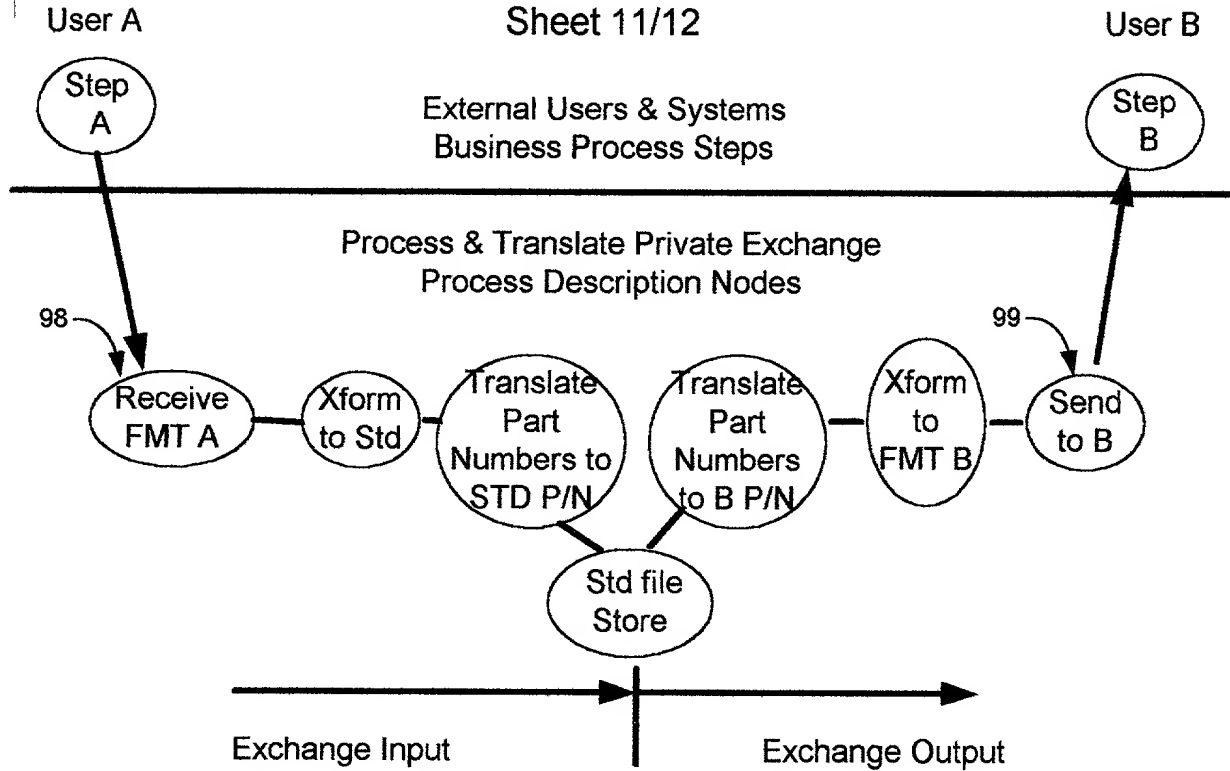 User A
Sheet 11/12
User B
Step
A
External Users & Systems
Business Process Steps
Step
B
Process & Translate Private Exchange
Process Description Nodes
98
99
Receive
FMT A
Xform
to Std
Translate
Part
Numbers to
STD P/N
Translate
Part
Numbers
to B P/N
Xform
to
FMT B
Send
to B
Std file
Store
Exchange Input
Exchange Output